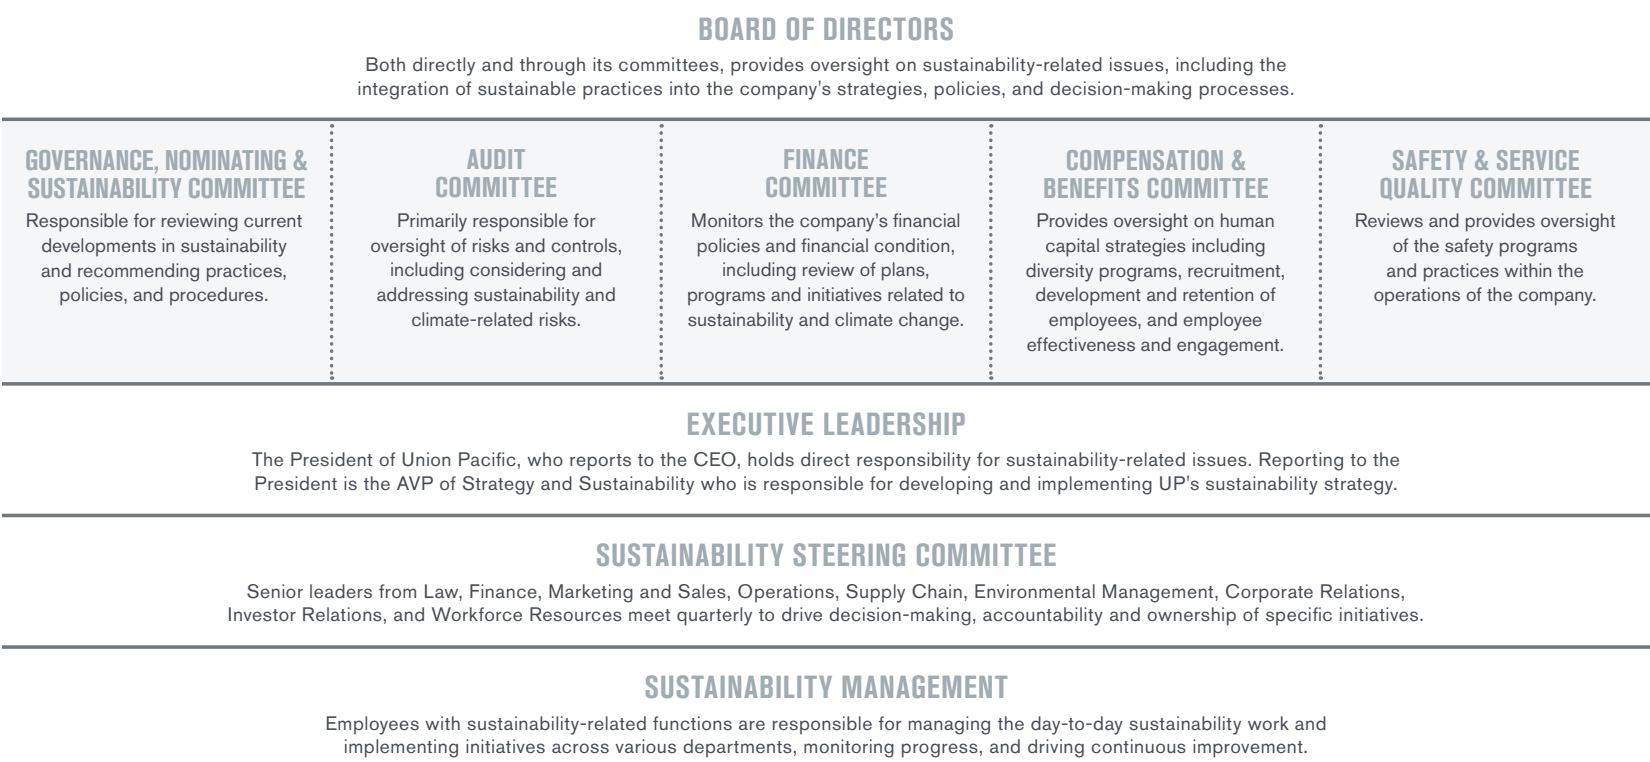 BOARD OF DIRECTORS
Both directly and through its committees, provides oversight on sustainability-related issues, including the
integration of sustainable practices into the company's strategies, policies, and decision-making processes.
GOVERNANCE, NOMINATING &
SUSTAINABILITY COMMITTEE
Responsible for reviewing current
developments in sustainability
and recommending practices,
policies, and procedures.
AUDIT
COMMITTEE
Primarily responsible for
oversight of risks and controls,
including considering and
addressing sustainability and
climate-related risks.
FINANCE
COMMITTEE
Monitors the company’s financial
policies and financial condition,
including review of plans,
programs and initiatives related to
sustainability and climate change.
COMPENSATION &
BENEFITS COMMITTEE
Provides oversight on human
capital strategies including
diversity programs, recruitment,
development and retention of
employees, and employee
effectiveness and engagement.
SAFETY & SERVICE
QUALITY COMMITTEE
Reviews and provides oversight
of the safety programs
and practices within the
operations of the company.
EXECUTIVE LEADERSHIP
The President of Union Pacific, who reports to the CEO, holds direct responsibility for sustainability-related issues. Reporting to the
President is the AVP of Strategy and Sustainability who is responsible for developing and implementing UP's sustainability strategy.
SUSTAINABILITY STEERING COMMITTEE
Senior leaders from Law, Finance, Marketing and Sales, Operations, Supply Chain, Environmental Management, Corporate Relations,
Investor Relations, and Workforce Resources meet quarterly to drive decision-making, accountability and ownership of specific initiatives.
SUSTAINABILITY MANAGEMENT
Employees with sustainability-related functions are responsible for managing the day-to-day sustainability work and
implementing initiatives across various departments, monitoring progress, and driving continuous improvement.